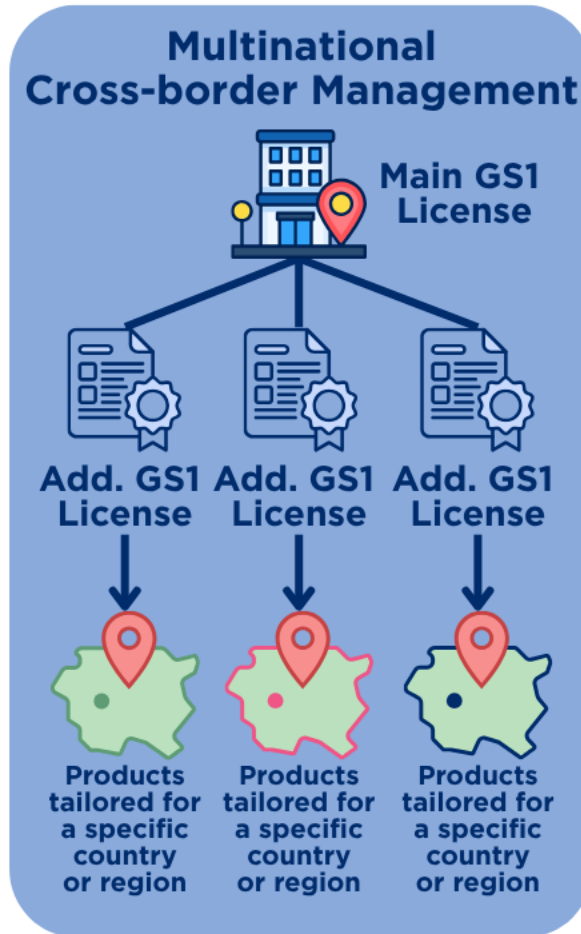 Multinational
Cross-border Management
Main GS1
License
Add. GS1
License
Add. GS1
License
Add. GS1
License
Products
tailored for
a specific
country
or region
Products
tailored for
a specific
country
or region
Products
tailored for
a specific
country
or region